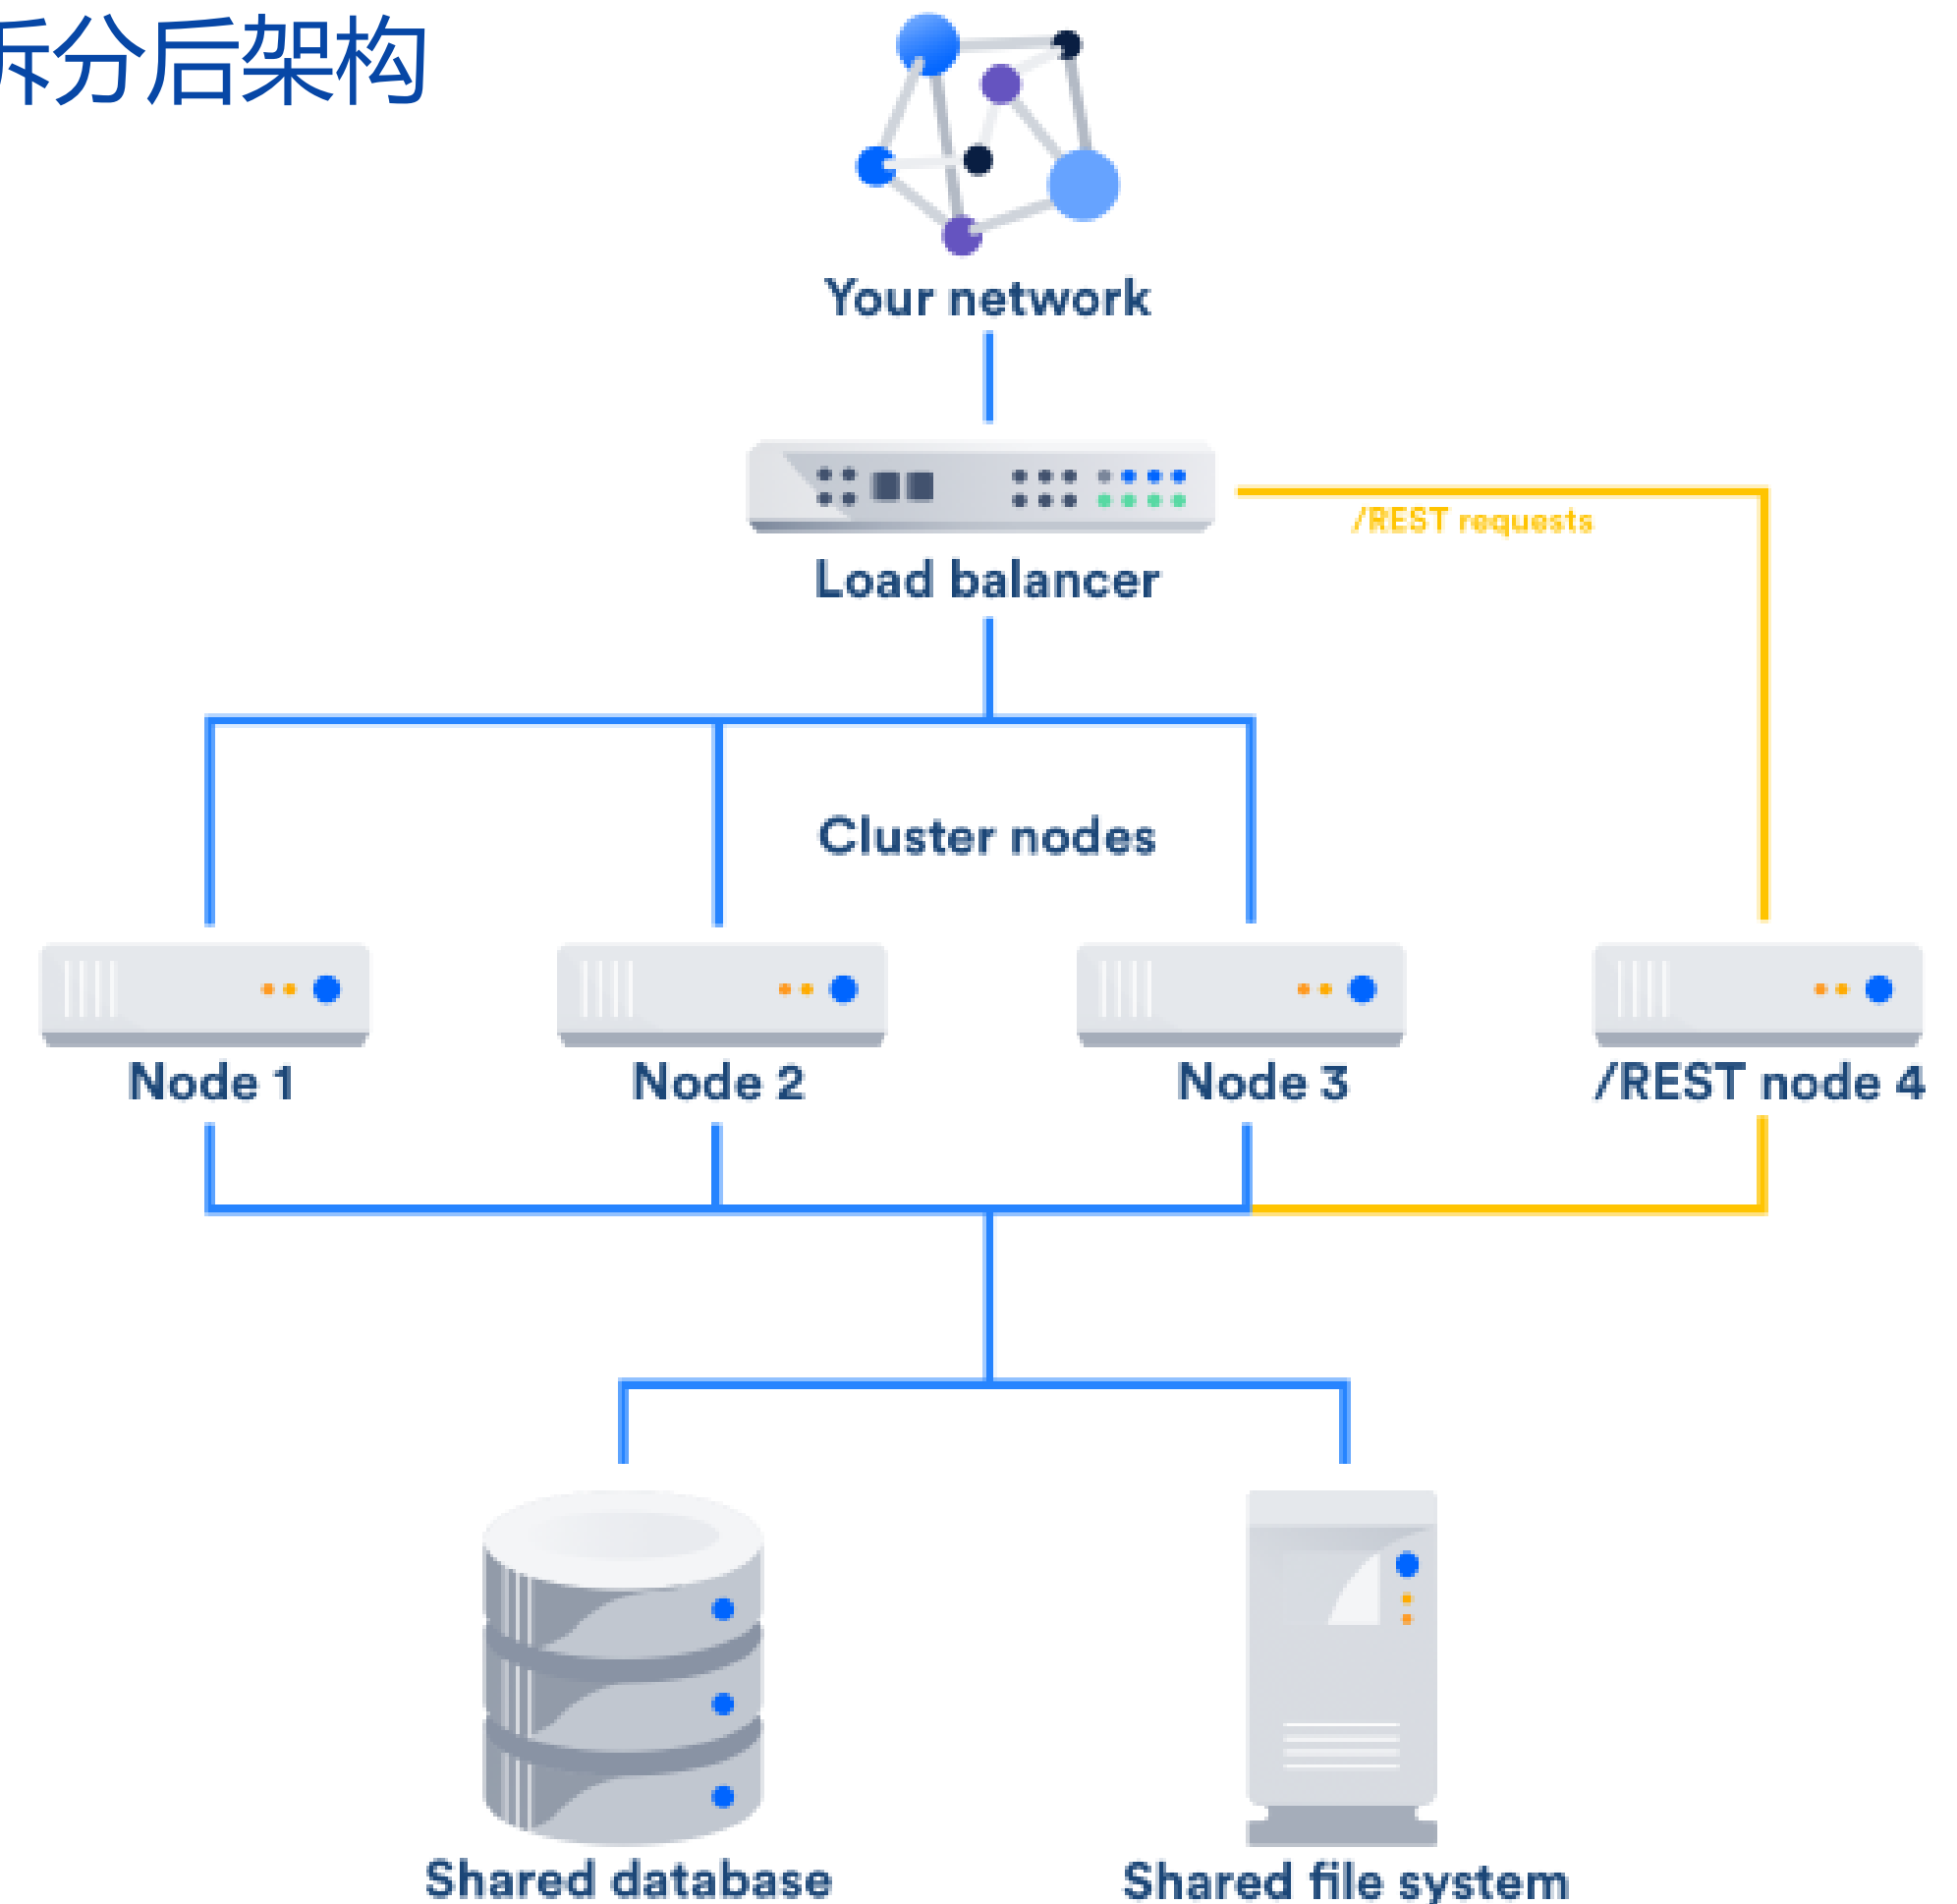 拆分后架构
Your network
/REST requests
Load balancer
Cluster nodes
Node 1
Node 2
Node 3
/REST node 4
Shared database
Shared file system